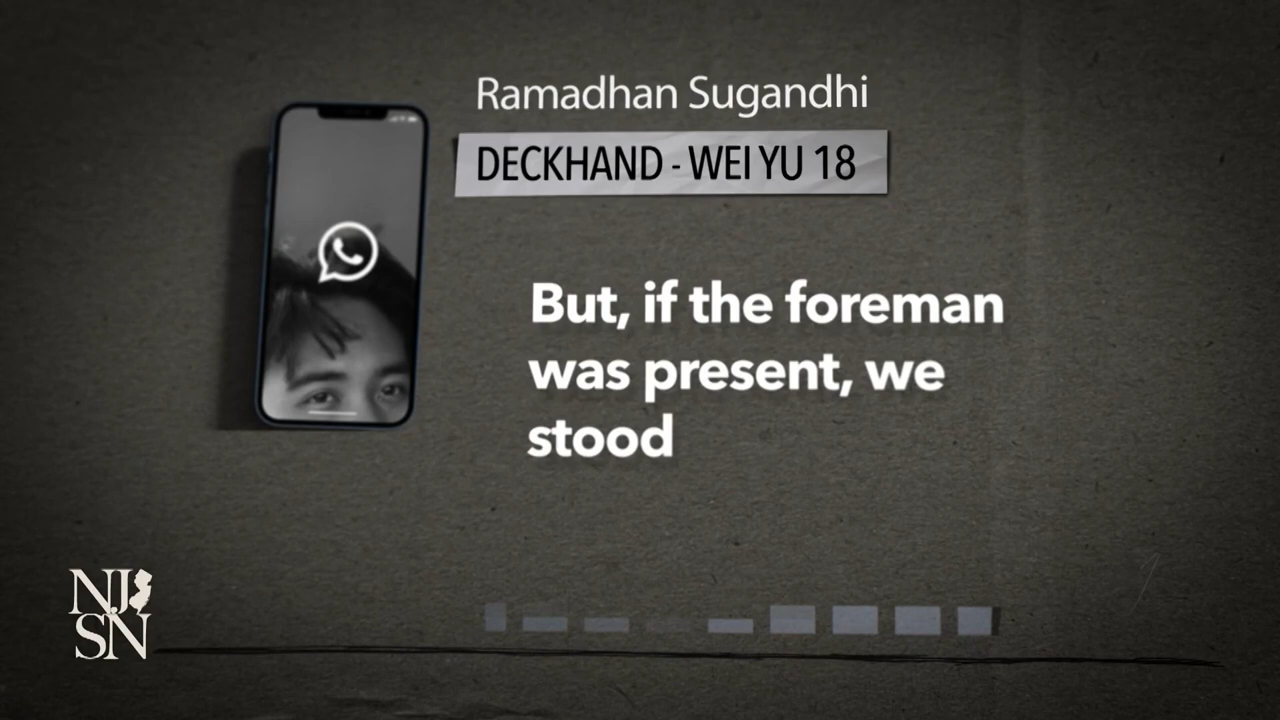 Ramadhan Sugandhi
DECKHAND - WEI YU 18
But, if the foreman
was present, we
stood
NJ
SN